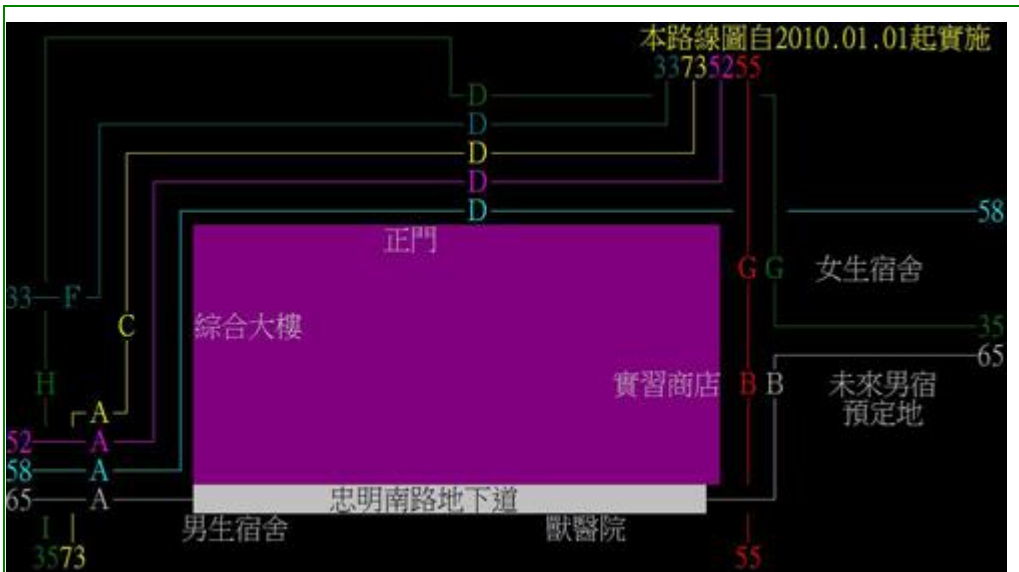 本路線圖自2010.01.01起實施
33735255
D
D
D
D
D
58
正門
G G 女生宿舍
33 F
C 綜合大樓
35
65
H 實習商店 B B 未來男宿
預定地
A
52 A
58 A
65 A 忠明南路地下道
I 男生宿舍 獸醫院
3573 55